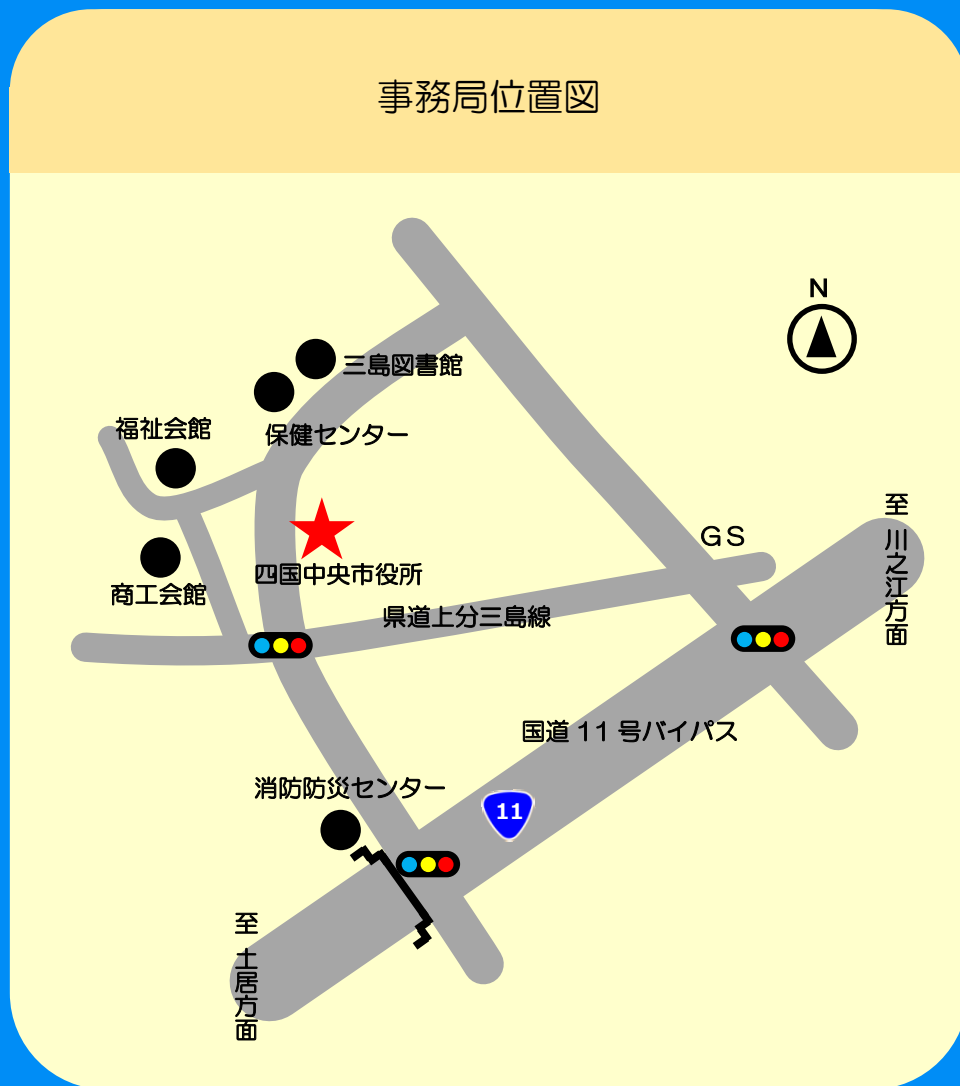 事務局位置図
N
三島図書館
福祉会館
保健センター
至 川之江方面
GS
四国中央市役所
商工会館
県道上分三島線
国道11号バイパス
消防防災センター
11
至 土居方面